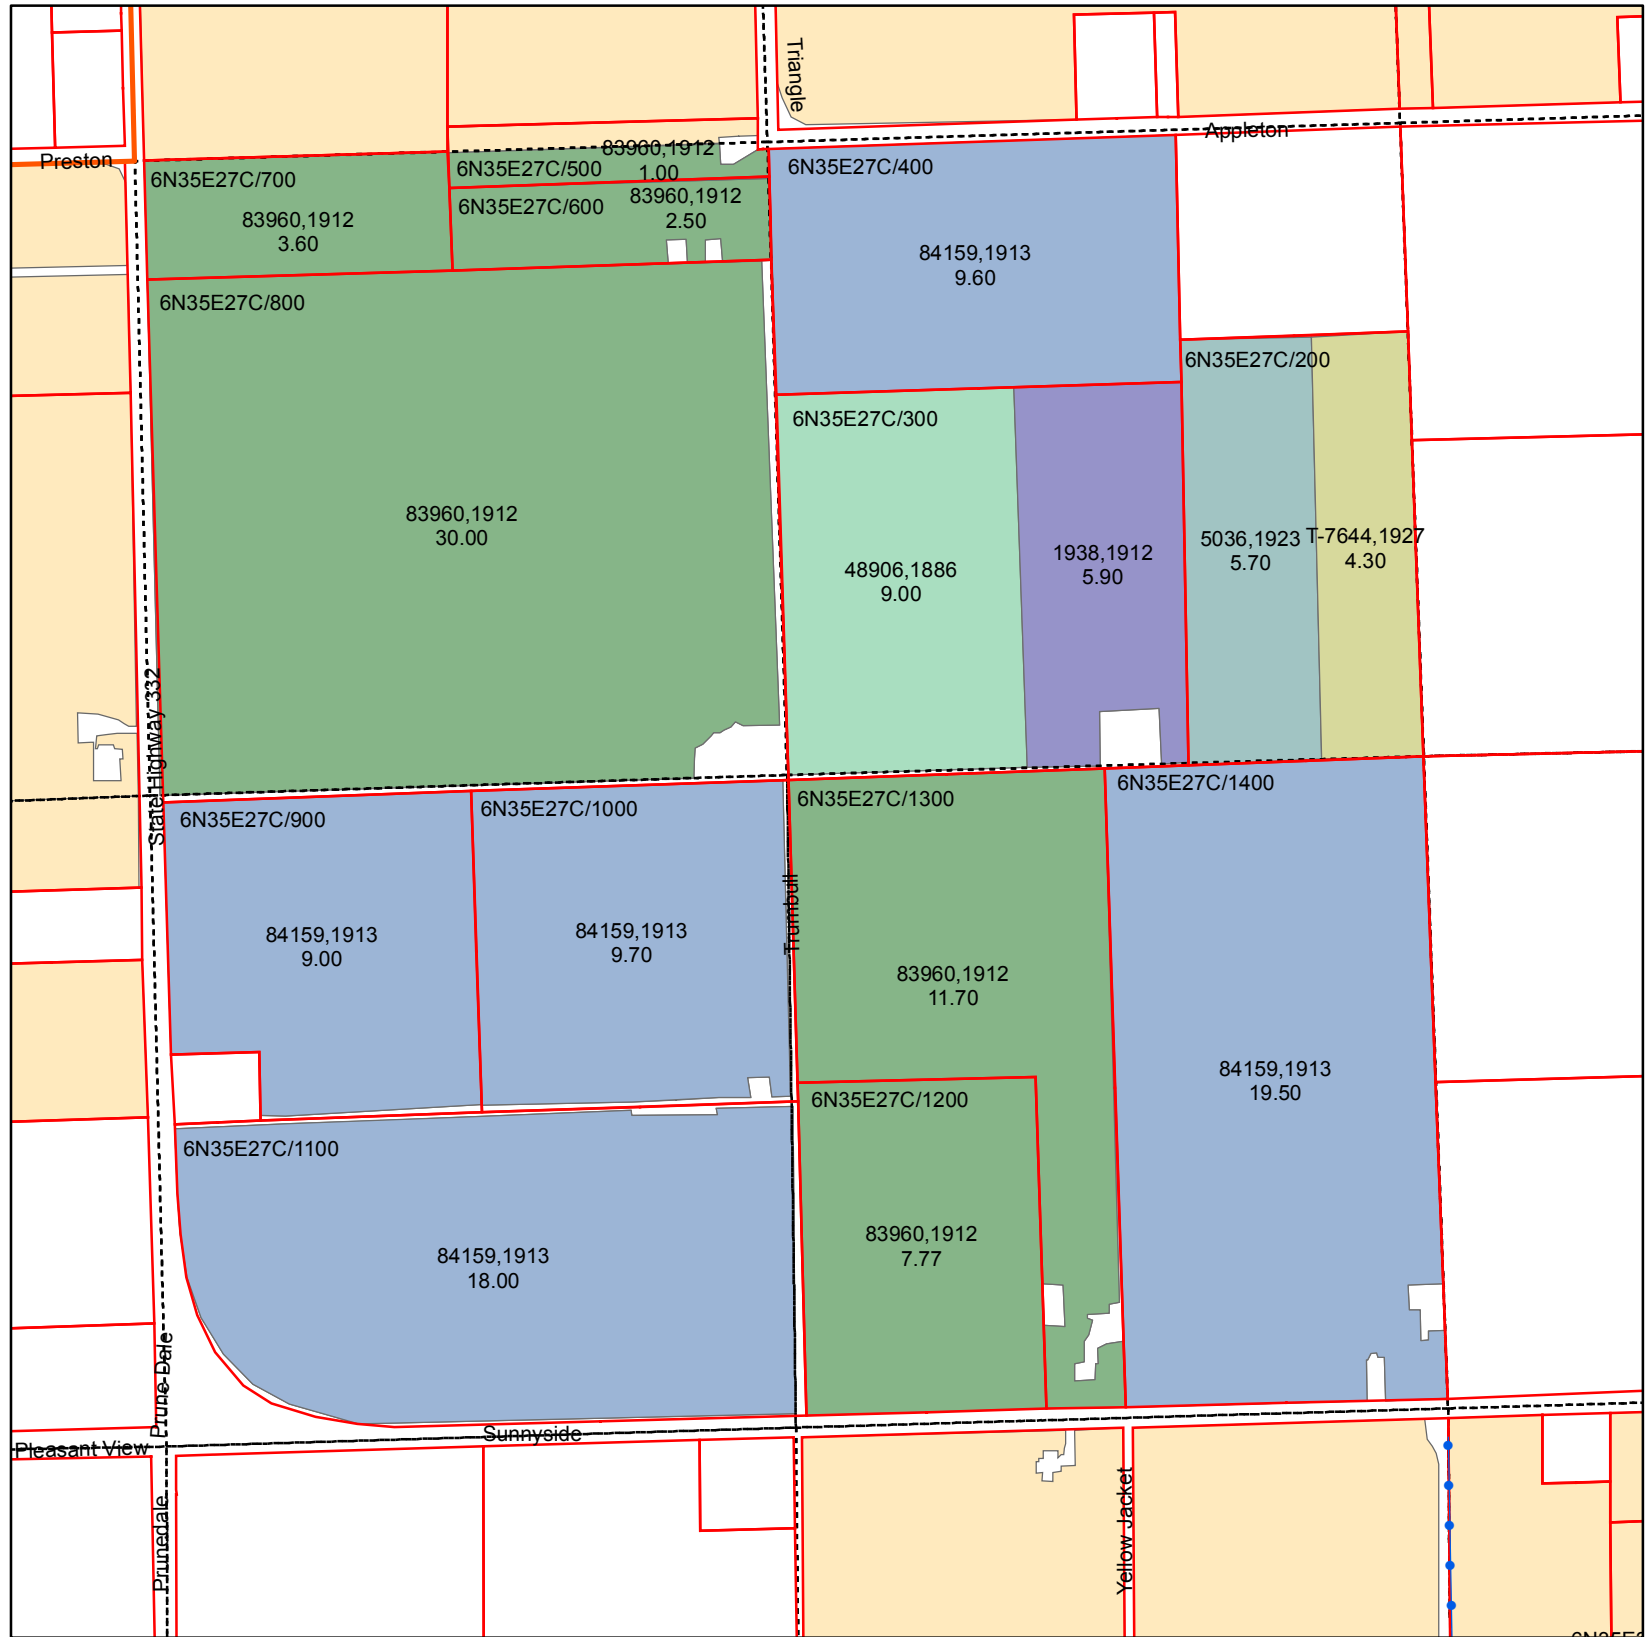 Triangle
Appleton
Preston
6N35E27C/700
83960,1912
3.60
6N35E27C/500
83960,1912
1.00
6N35E27C/600
83960,1912
2.50
6N35E27C/400
84159,1913
9.60
6N35E27C/800
83960,1912
30.00
6N35E27C/300
48906,1886
9.00
1938,1912
5.90
6N35E27C/200
5036,1923
5.70
T-7644,1927
4.30
State Highway 332
6N35E27C/900
84159,1913
9.00
6N35E27C/1000
84159,1913
9.70
Trumbull
6N35E27C/1300
83960,1912
11.70
6N35E27C/1400
84159,1913
19.50
6N35E27C/1200
83960,1912
7.77
6N35E27C/1100
84159,1913
18.00
Prune Dale
Pleasant View
Sunnyside
Prunedale
Yellow Jacket